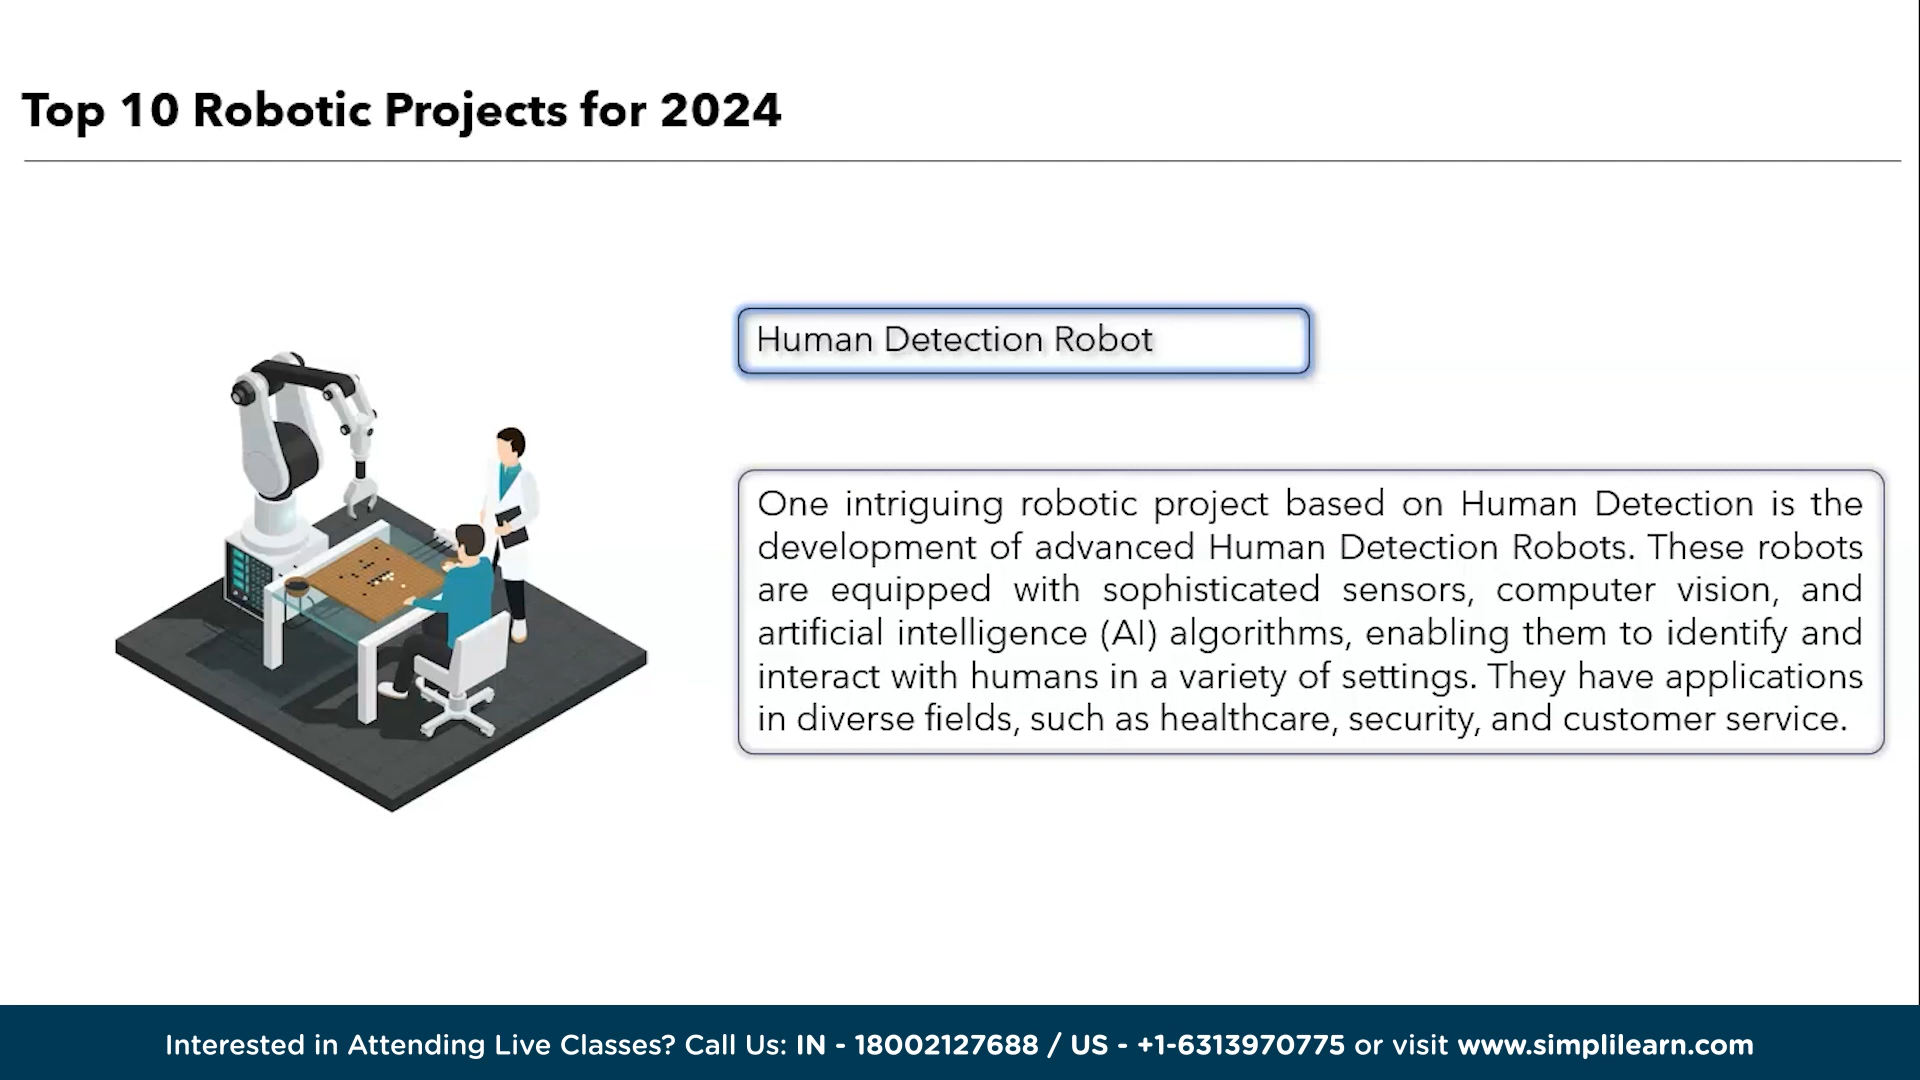 Top 10 Robotic Projects for 2024
Human Detection Robot
One intriguing robotic project based on Human Detection is the
development of advanced Human Detection Robots. These robots
are equipped with sophisticated sensors, computer vision, and
artificial intelligence (AI) algorithms, enabling them to identify and
interact with humans in a variety of settings. They have applications
in diverse fields, such as healthcare, security, and customer service.
Interested in Attending Live Classes? Call Us: IN - 18002127688 / US - +1-6313970775 or visit www.simplilearn.com